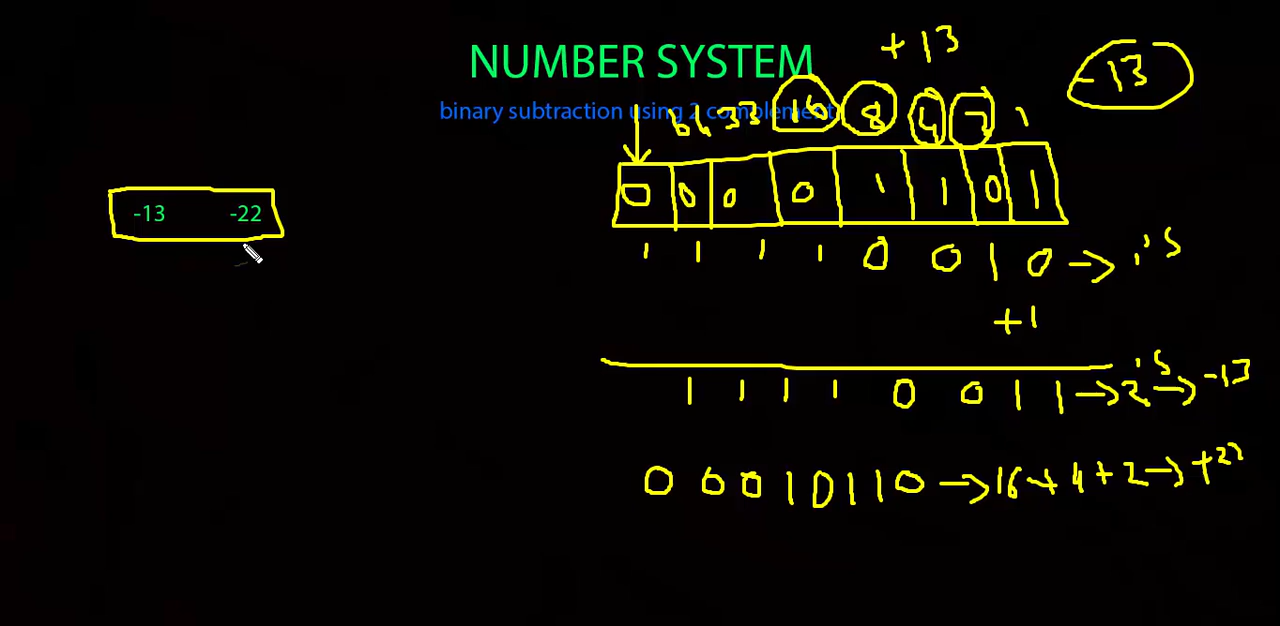 NUMBER SYSTEM
binary subtraction using 2 complement
+13
-13
64 32 16 8 4 2 1
0 0 0 0 1 1 0 1
-13 -22
1 1 1 1 0 0 1 0 → 1's
+1
1 1 1 1 0 0 1 1 → 2's → -13
0 0 0 1 0 1 1 0 → 16+4+2 → +22